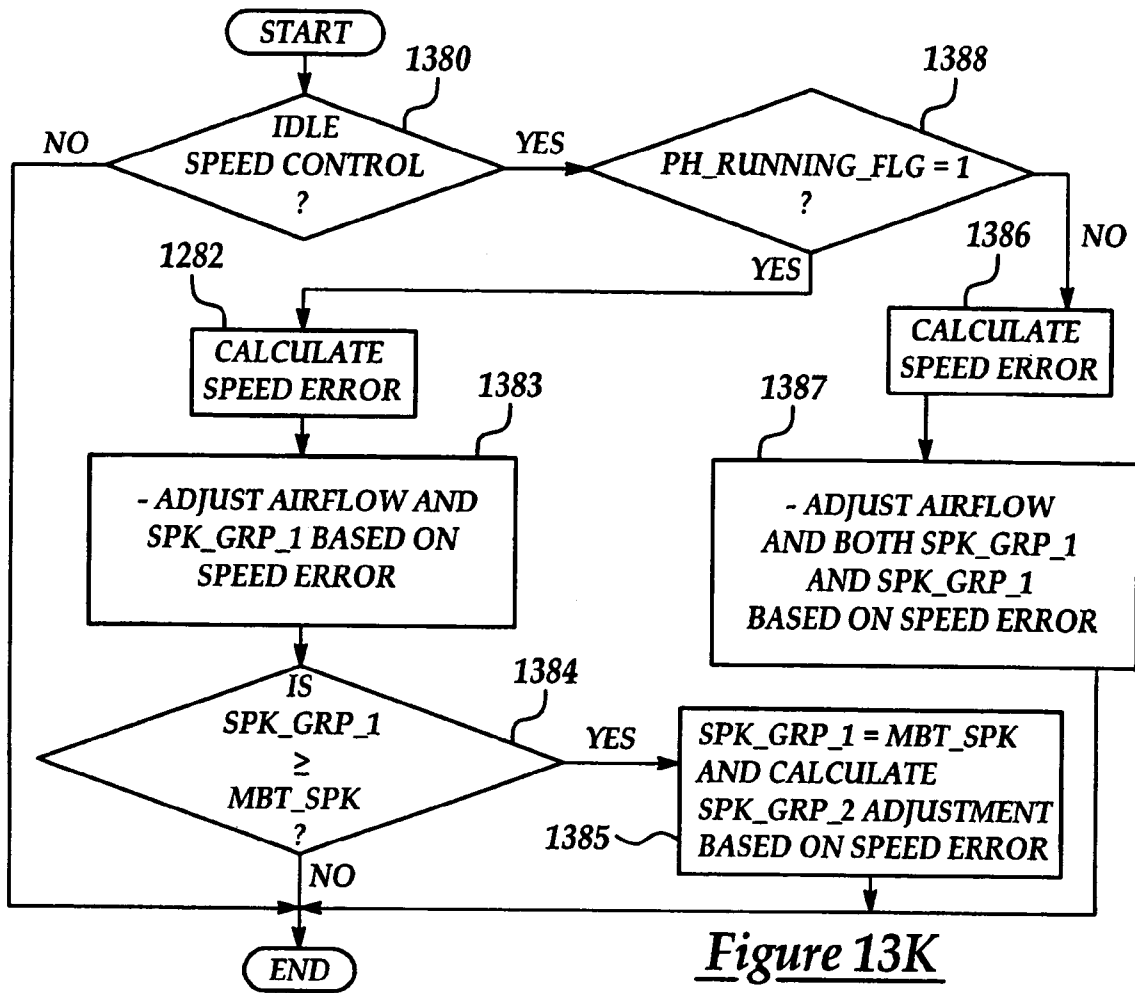 START
1380
IDLE
SPEED CONTROL
?
NO
YES
1388
PH_RUNNING_FLG = 1
?
YES
NO
1282
CALCULATE
SPEED ERROR
1386
CALCULATE
SPEED ERROR
1383
- ADJUST AIRFLOW AND
SPK_GRP_1 BASED ON
SPEED ERROR
1387
- ADJUST AIRFLOW
AND BOTH SPK_GRP_1
AND SPK_GRP_1
BASED ON SPEED ERROR
1384
IS
SPK_GRP_1
≥
MBT_SPK
?
YES
NO
SPK_GRP_1 = MBT_SPK
AND CALCULATE
SPK_GRP_2 ADJUSTMENT
BASED ON SPEED ERROR
1385
END
Figure 13K